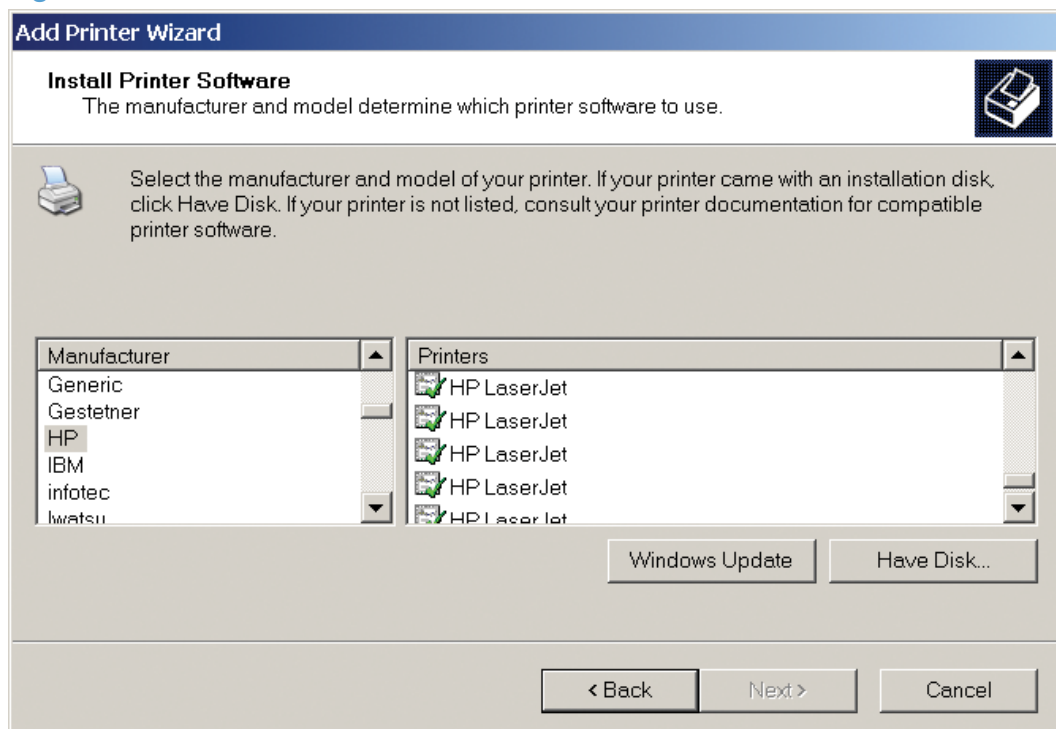 Add Printer Wizard
Install Printer Software
The manufacturer and model determine which printer software to use.
Select the manufacturer and model of your printer. If your printer came with an installation disk,
click Have Disk. If your printer is not listed, consult your printer documentation for compatible
printer software.
Manufacturer
Generic
Gestetner
HP
IBM
infotec
Iwatsu
Printers
HP LaserJet
HP LaserJet
HP LaserJet
HP LaserJet
HP LaserJet
Windows Update
Have Disk...
< Back
Next >
Cancel